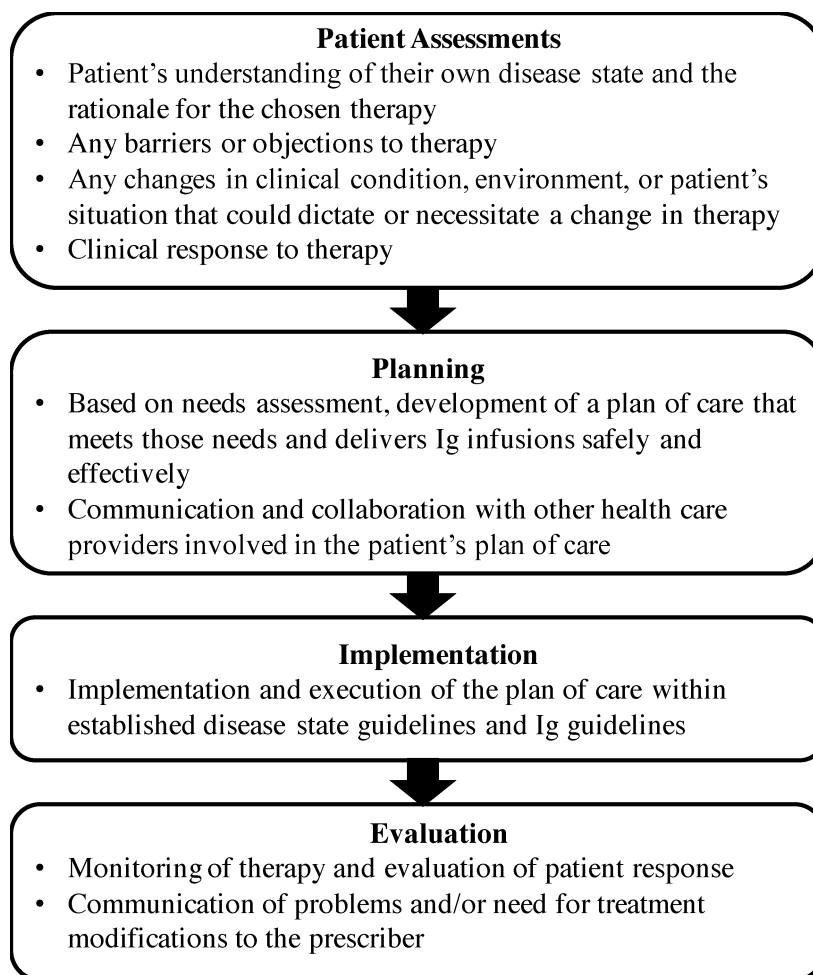 Patient Assessments
• Patient's understanding of their own disease state and the
rationale for the chosen therapy
• Any barriers or objections to therapy
• Any changes in clinical condition, environment, or patient's
situation that could dictate or necessitate a change in therapy
• Clinical response to therapy
Planning
• Based on needs assessment, development of a plan of care that
meets those needs and delivers Ig infusions safely and
effectively
• Communication and collaboration with other health care
providers involved in the patient's plan of care
Implementation
• Implementation and execution of the plan of care within
established disease state guidelines and Ig guidelines
Evaluation
• Monitoring of therapy and evaluation of patient response
• Communication of problems and/or need for treatment
modifications to the prescriber